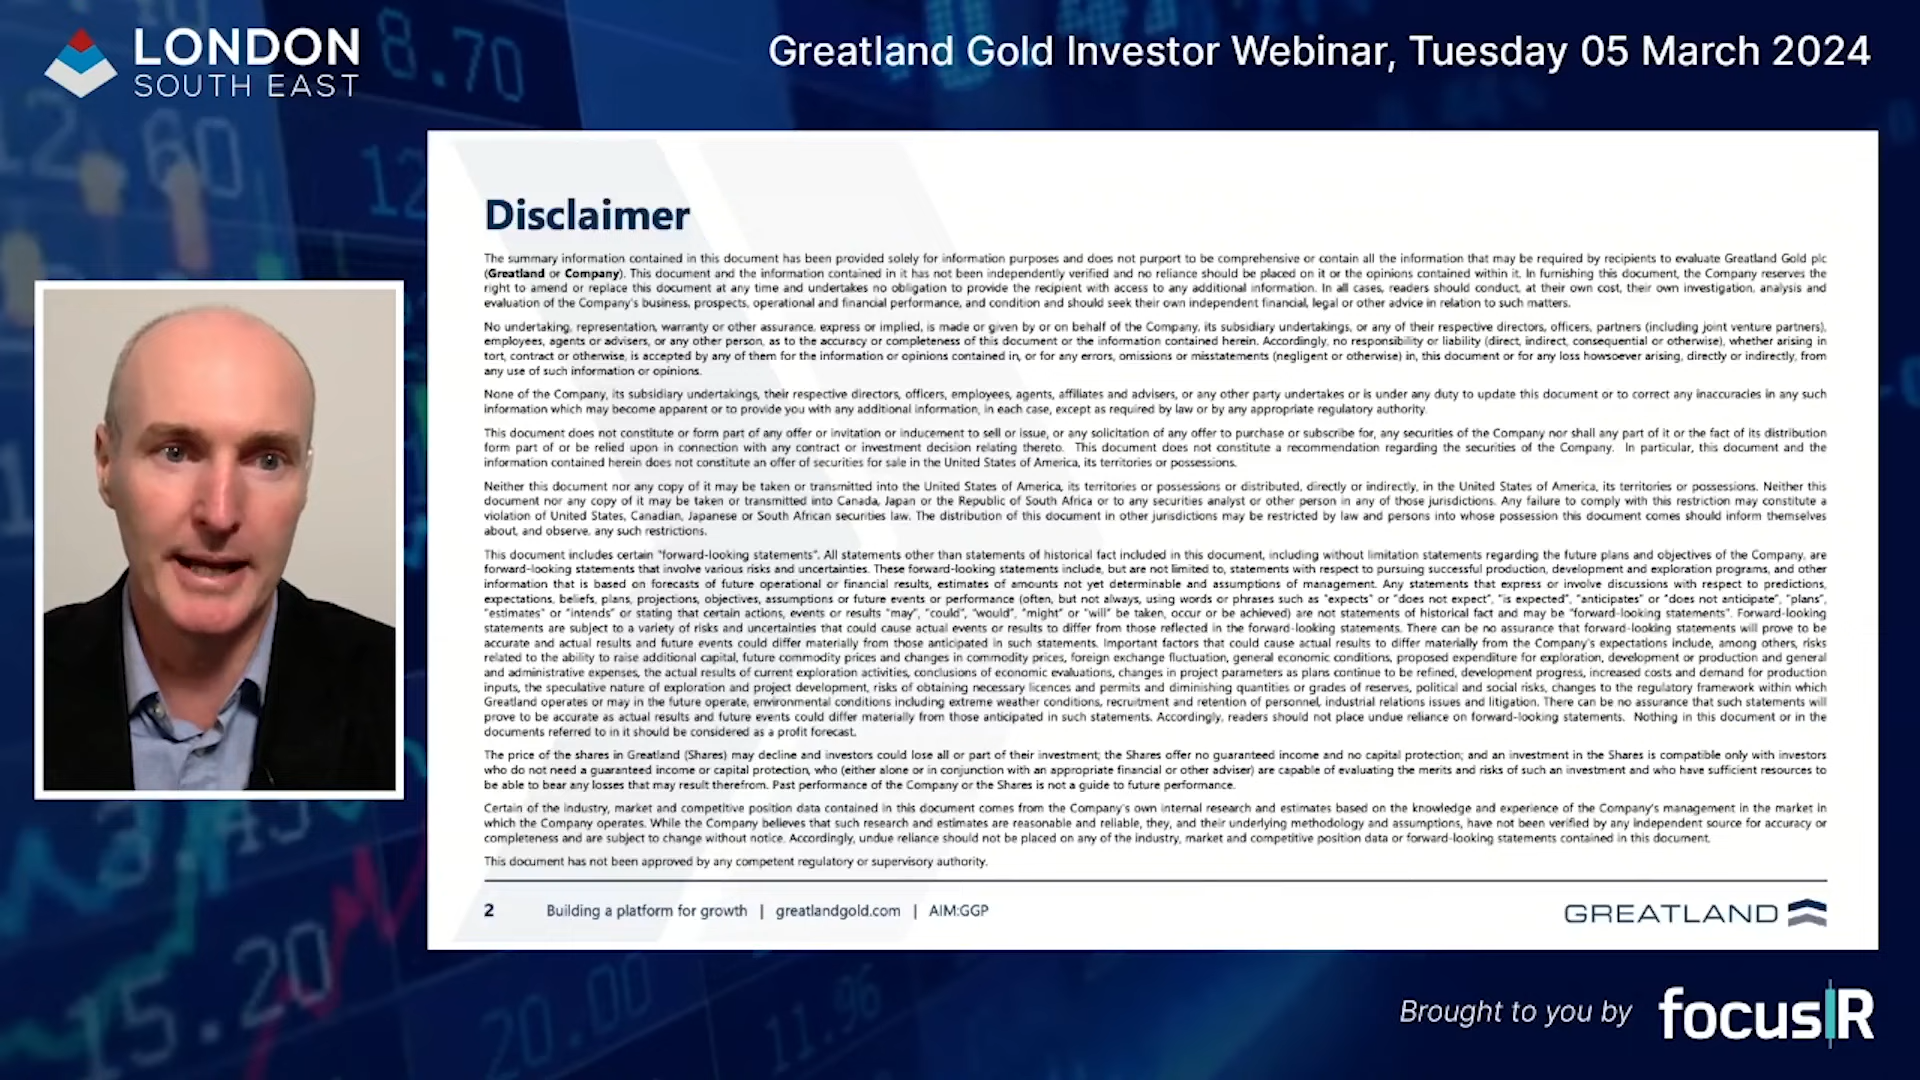 LONDON
SOUTH EAST
Greatland Gold Investor Webinar, Tuesday 05 March 2024
8.70
12.60
12
Disclaimer
The summary information contained in this document has been provided solely for information purposes and does not purport to be comprehensive or contain all the information that may be required by recipients to evaluate Greatland Gold plc
(Greatland or Company). This document and the information contained in it has not been independently verified and no reliance should be placed on it or the opinions contained within it. In furnishing this document, the Company reserves the
right to amend or replace this document at any time and undertakes no obligation to provide the recipient with access to any additional information. In all cases, readers should conduct, at their own cost, their own investigation, analysis and
evaluation of the Company's business, prospects, operational and financial performance, and condition and should seek their own independent financial, legal or other advice in relation to such matters.
No undertaking, representation, warranty or other assurance, express or implied, is made or given by or on behalf of the Company, its subsidiary undertakings, or any of their respective directors, officers, partners (including joint venture partners),
employees, agents or advisers, or any other person, as to the accuracy or completeness of this document or the information contained herein. Accordingly, no responsibility or liability (direct, indirect, consequential or otherwise), whether arising in
tort, contract or otherwise, is accepted by any of them for the information or opinions contained in, or for any errors, omissions or misstatements (negligent or otherwise) in, this document or for any loss howsoever arising, directly or indirectly, from
any use of such information or opinions.
None of the Company, its subsidiary undertakings, their respective directors, officers, employees, agents, affiliates and advisers, or any other party undertakes or is under any duty to update this document or to correct any inaccuracies in any such
information which may become apparent or to provide you with any additional information, in each case, except as required by law or by any appropriate regulatory authority.
This document does not constitute or form part of any offer or invitation or inducement to sell or issue, or any solicitation of any offer to purchase or subscribe for, any securities of the Company nor shall any part of it or the fact of its distribution
form part of or be relied upon in connection with any contract or investment decision relating thereto. This document does not constitute a recommendation regarding the securities of the Company. In particular, this document and the
information contained herein does not constitute an offer of securities for sale in the United States of America, its territories or possessions.
Neither this document nor any copy of it may be taken or transmitted into the United States of America, its territories or possessions or distributed, directly or indirectly, in the United States of America, its territories or possessions. Neither this
document nor any copy of it may be taken or transmitted into Canada, Japan or the Republic of South Africa or to any securities analyst or other person in any of those jurisdictions. Any failure to comply with this restriction may constitute a
violation of United States, Canadian, Japanese or South African securities law. The distribution of this document in other jurisdictions may be restricted by law and persons into whose possession this document comes should inform themselves
about, and observe, any such restrictions.
This document includes certain "forward-looking statements". All statements other than statements of historical fact included in this document, including without limitation statements regarding the future plans and objectives of the Company, are
forward-looking statements that involve various risks and uncertainties. These forward-looking statements include, but are not limited to, statements with respect to pursuing successful production, development and exploration programs, and other
information that is based on forecasts of future operational or financial results, estimates of amounts not yet determinable and assumptions of management. Any statements that express or involve discussions with respect to predictions,
expectations, beliefs, plans, projections, objectives, assumptions or future events or performance (often, but not always, using words or phrases such as "expects" or "does not expect", "is expected", "anticipates" or "does not anticipate", "plans",
"estimates" or "intends" or stating that certain actions, events or results "may", "could", "would", "might" or "will" be taken, occur or be achieved) are not statements of historical fact and may be "forward-looking statements". Forward-looking
statements are subject to a variety of risks and uncertainties that could cause actual events or results to differ from those reflected in the forward-looking statements. There can be no assurance that forward-looking statements will prove to be
accurate and actual results and future events could differ materially from those anticipated in such statements. Important factors that could cause actual results to differ materially from the Company's expectations include, among others, risks
related to the ability to raise additional capital, future commodity prices and changes in commodity prices, foreign exchange fluctuation, general economic conditions, proposed expenditure for exploration, development or production and general
and administrative expenses, the actual results of current exploration activities, conclusions of economic evaluations, changes in project parameters as plans continue to be refined, development progress, increased costs and demand for production
inputs, the speculative nature of exploration and project development, risks of obtaining necessary licences and permits and diminishing quantities or grades of reserves, political and social risks, changes to the regulatory framework within which
Greatland operates or may in the future operate, environmental conditions including extreme weather conditions, recruitment and retention of personnel, industrial relations issues and litigation. There can be no assurance that such statements will
prove to be accurate as actual results and future events could differ materially from those anticipated in such statements. Accordingly, readers should not place undue reliance on forward-looking statements. Nothing in this document or in the
documents referred to in it should be considered as a profit forecast.
The price of the shares in Greatland (Shares) may decline and investors could lose all or part of their investment; the Shares offer no guaranteed income and no capital protection; and an investment in the Shares is compatible only with investors
who do not need a guaranteed income or capital protection, who (either alone or in conjunction with an appropriate financial or other adviser) are capable of evaluating the merits and risks of such an investment and who have sufficient resources to
be able to bear any losses that may result therefrom. Past performance of the Company or the Shares is not a guide to future performance.
Certain of the industry, market and competitive position data contained in this document comes from the Company's own internal research and estimates based on the knowledge and experience of the Company's management in the market in
which the Company operates. While the Company believes that such research and estimates are reasonable and reliable, they, and their underlying methodology and assumptions, have not been verified by any independent source for accuracy or
completeness and are subject to change without notice. Accordingly, undue reliance should not be placed on any of the industry, market and competitive position data or forward-looking statements contained in this document.
This document has not been approved by any competent regulatory or supervisory authority.
2 Building a platform for growth | greatlandgold.com | AIM:GGP
GREATLAND
15.20
20.00
11.96
Brought to you by focusIR